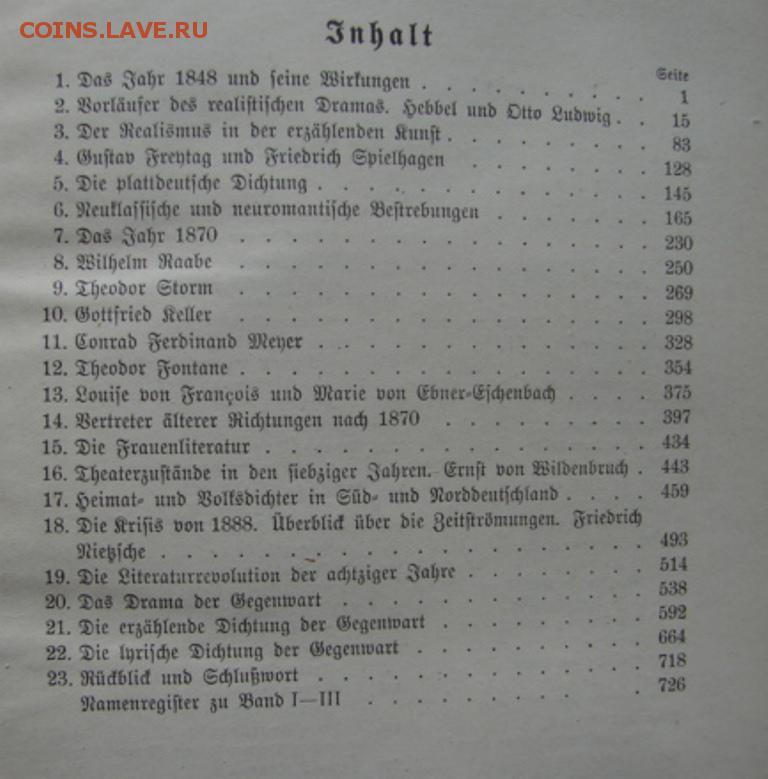 COINS.LAVE.RU
Inhalt
Seite
1. Das Jahr 1848 und seine Wirkungen . . . . . . . . . 1
2. Vorläufer des realistischen Dramas. Hebbel und Otto Ludwig . . 15
3. Der Realismus in der erzählenden Kunst . . . . . . . . 83
4. Gustav Freytag und Friedrich Spielhagen . . . . . . . 128
5. Die plattdeutsche Dichtung . . . . . . . . . . . . . 145
6. Neuklassische und neuromantische Bestrebungen . . . . . . 165
7. Das Jahr 1870 . . . . . . . . . . . . . . . . 230
8. Wilhelm Raabe . . . . . . . . . . . . . . . . 250
9. Theodor Storm . . . . . . . . . . . . . . . . 269
10. Gottfried Keller . . . . . . . . . . . . . . . . 298
11. Conrad Ferdinand Meyer . . . . . . . . . . . . . 328
12. Theodor Fontane . . . . . . . . . . . . . . . . 354
13. Louise von François und Marie von Ebner-Eschenbach . . . . 375
14. Vertreter älterer Richtungen nach 1870 . . . . . . . . 397
15. Die Frauenliteratur . . . . . . . . . . . . . . . 434
16. Theaterzustände in den siebziger Jahren. Ernst von Wildenbruch . 443
17. Heimat- und Volksdichter in Süd- und Norddeutschland . . . . 459
18. Die Krisis von 1888. Überblick über die Zeitströmungen. Friedrich
Nietzsche . . . . . . . . . . . . . . . . . . . 493
19. Die Literaturrevolution der achtziger Jahre . . . . . . . 514
20. Das Drama der Gegenwart . . . . . . . . . . . . 538
21. Die erzählende Dichtung der Gegenwart . . . . . . . . 592
22. Die lyrische Dichtung der Gegenwart . . . . . . . . . 664
23. Rückblick und Schlußwort . . . . . . . . . . . . . 718
Namenregister zu Band I—III . . . . . . . . . . . 726